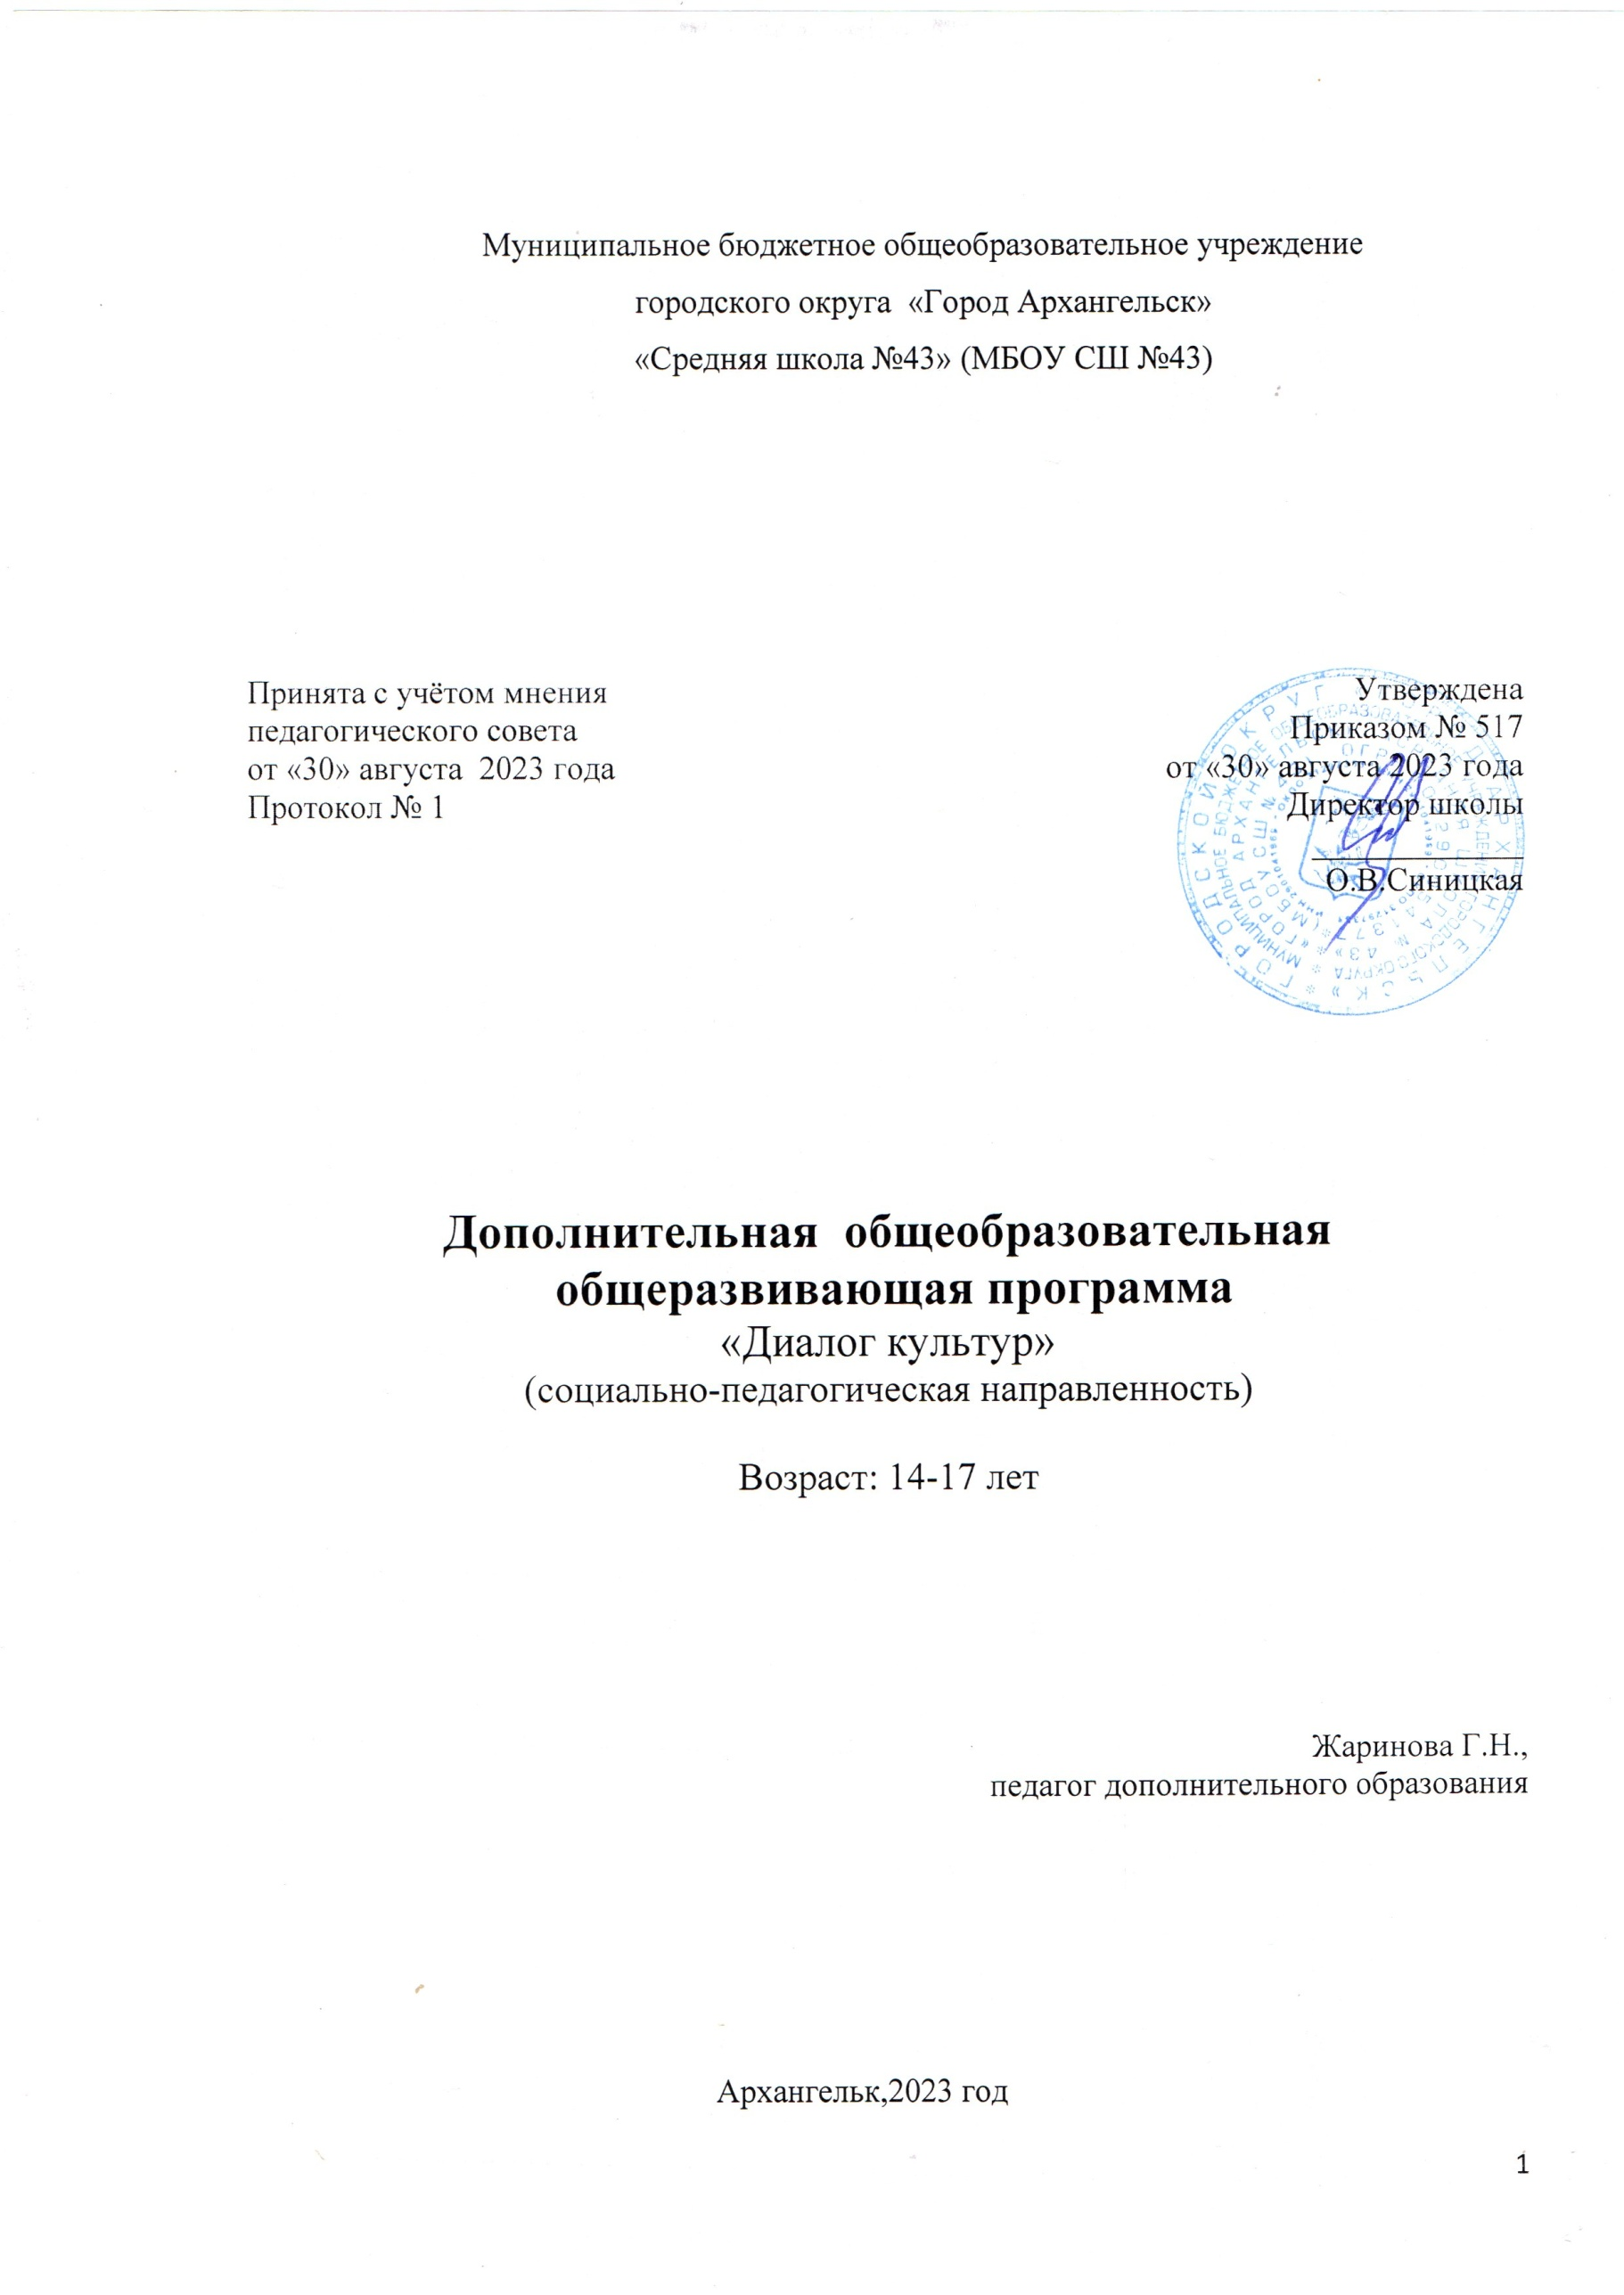 Муниципальное бюджетное общеобразовательное учреждение
городского округа «Город Архангельск»
«Средняя школа №43» (МБОУ СШ №43)
Принята с учётом мнения
педагогического совета
от «30» августа 2023 года
Протокол № 1
Утверждена
Приказом № 517
от «30» августа 2023 года
Директор школы
О.В.Синицкая
Дополнительная общеобразовательная
общеразвивающая программа
«Диалог культур»
(социально-педагогическая направленность)
Возраст: 14-17 лет
Жаринова Г.Н.,
педагог дополнительного образования
Архангельк,2023 год
1